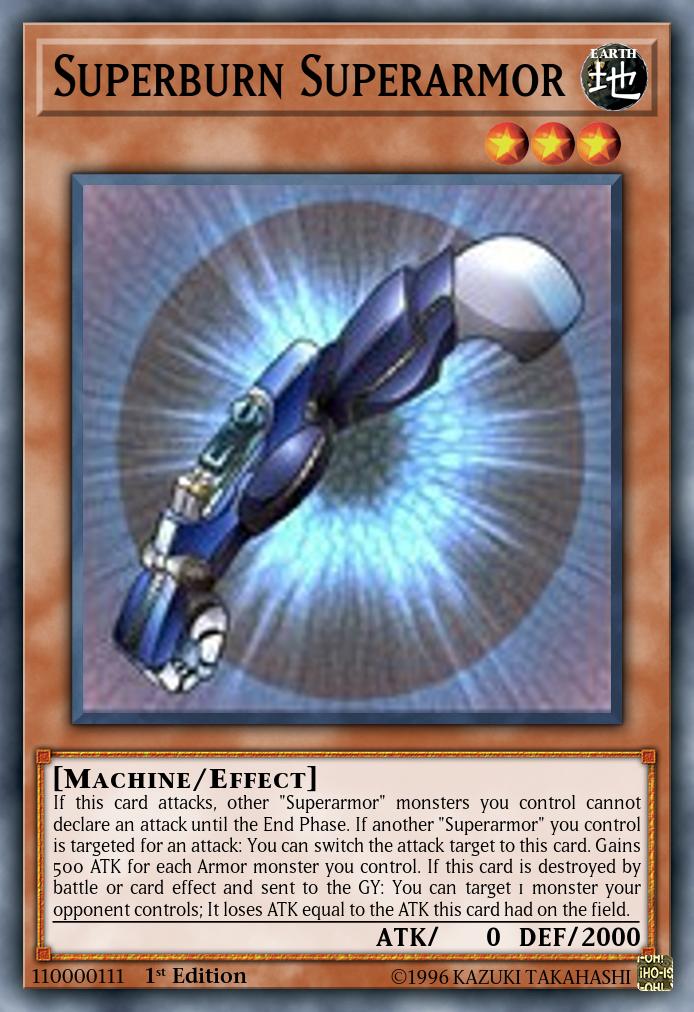 Superburn Superarmor
EARTH
地
[Machine/Effect]
If this card attacks, other "Superarmor" monsters you control cannot
declare an attack until the End Phase. If another "Superarmor" you control
is targeted for an attack: You can switch the attack target to this card. Gains
500 ATK for each Armor monster you control. If this card is destroyed by
battle or card effect and sent to the GY: You can target 1 monster your
opponent controls; It loses ATK equal to the ATK this card had on the field.
ATK/ 0 DEF/2000
110000111 1st Edition ©1996 KAZUKI TAKAHASHI